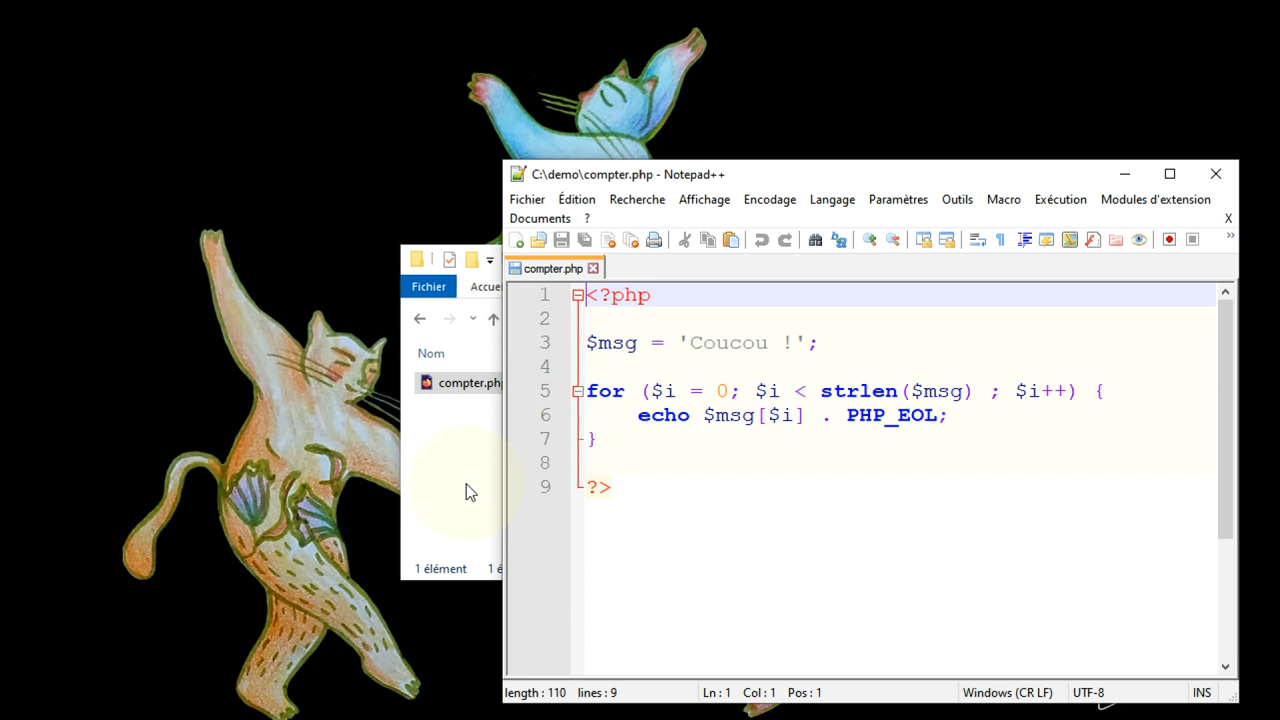 C:\demo\compter.php - Notepad++
Fichier Édition Recherche Affichage Encodage Langage Paramètres Outils Macro Exécution Modules d'extension
Documents ? X
compter.php
1 <?php
2
3 $msg = 'Coucou !';
4
5 for ($i = 0; $i < strlen($msg) ; $i++) {
6 echo $msg[$i] . PHP_EOL;
7 }
8
9 ?>
length : 110 lines : 9 Ln : 1 Col : 1 Pos : 1 Windows (CR LF) UTF-8 INS
Fichier
Nom
1 élément